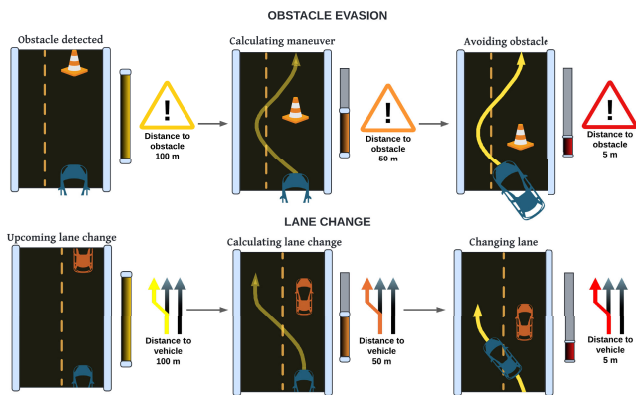 OBSTACLE EVASION
Obstacle detected
Calculating maneuver
Avoiding obstacle
!
Distance to
obstacle
100 m
!
Distance to
obstacle
50 m
!
Distance to
obstacle
5 m
LANE CHANGE
Upcoming lane change
Calculating lane change
Changing lane
Distance to
vehicle
100 m
Distance to
vehicle
50 m
Distance to
vehicle
5 m